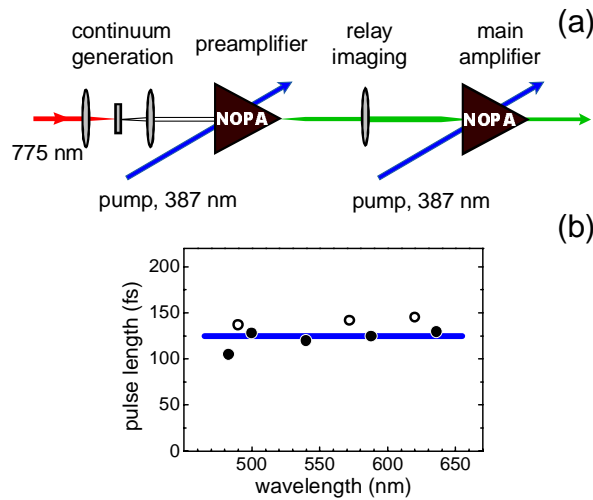 (a)
continuum
generation
preamplifier
relay
imaging
main
amplifier
NOPA
NOPA
775 nm
pump, 387 nm
pump, 387 nm
(b)
pulse length (fs)
200
150
100
50
0
500
550
600
650
wavelength (nm)